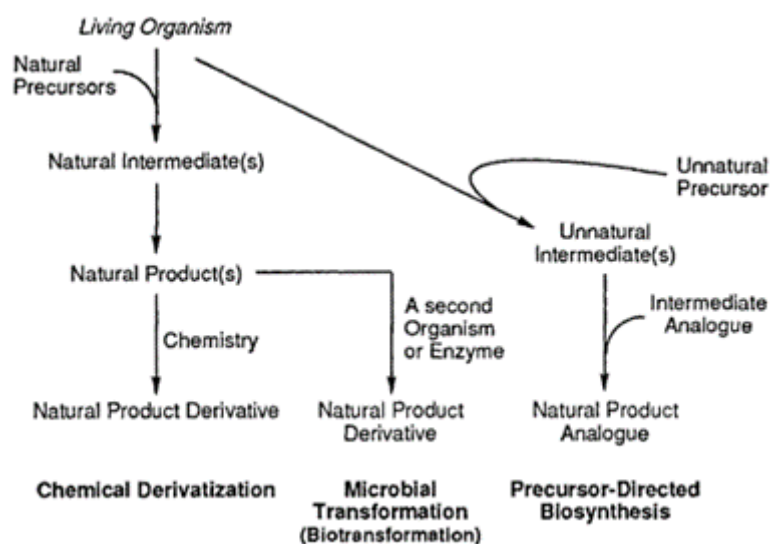 Living Organism
Natural
Precursors
Natural Intermediate(s)
Unnatural
Precursor
Unnatural
Intermediate(s)
Natural Product(s)
A second
Organism
or Enzyme
Intermediate
Analogue
Chemistry
Natural Product Derivative
Natural Product
Derivative
Natural Product
Analogue
Chemical Derivatization
Microbial
Transformation
(Biotransformation)
Precursor-Directed
Biosynthesis